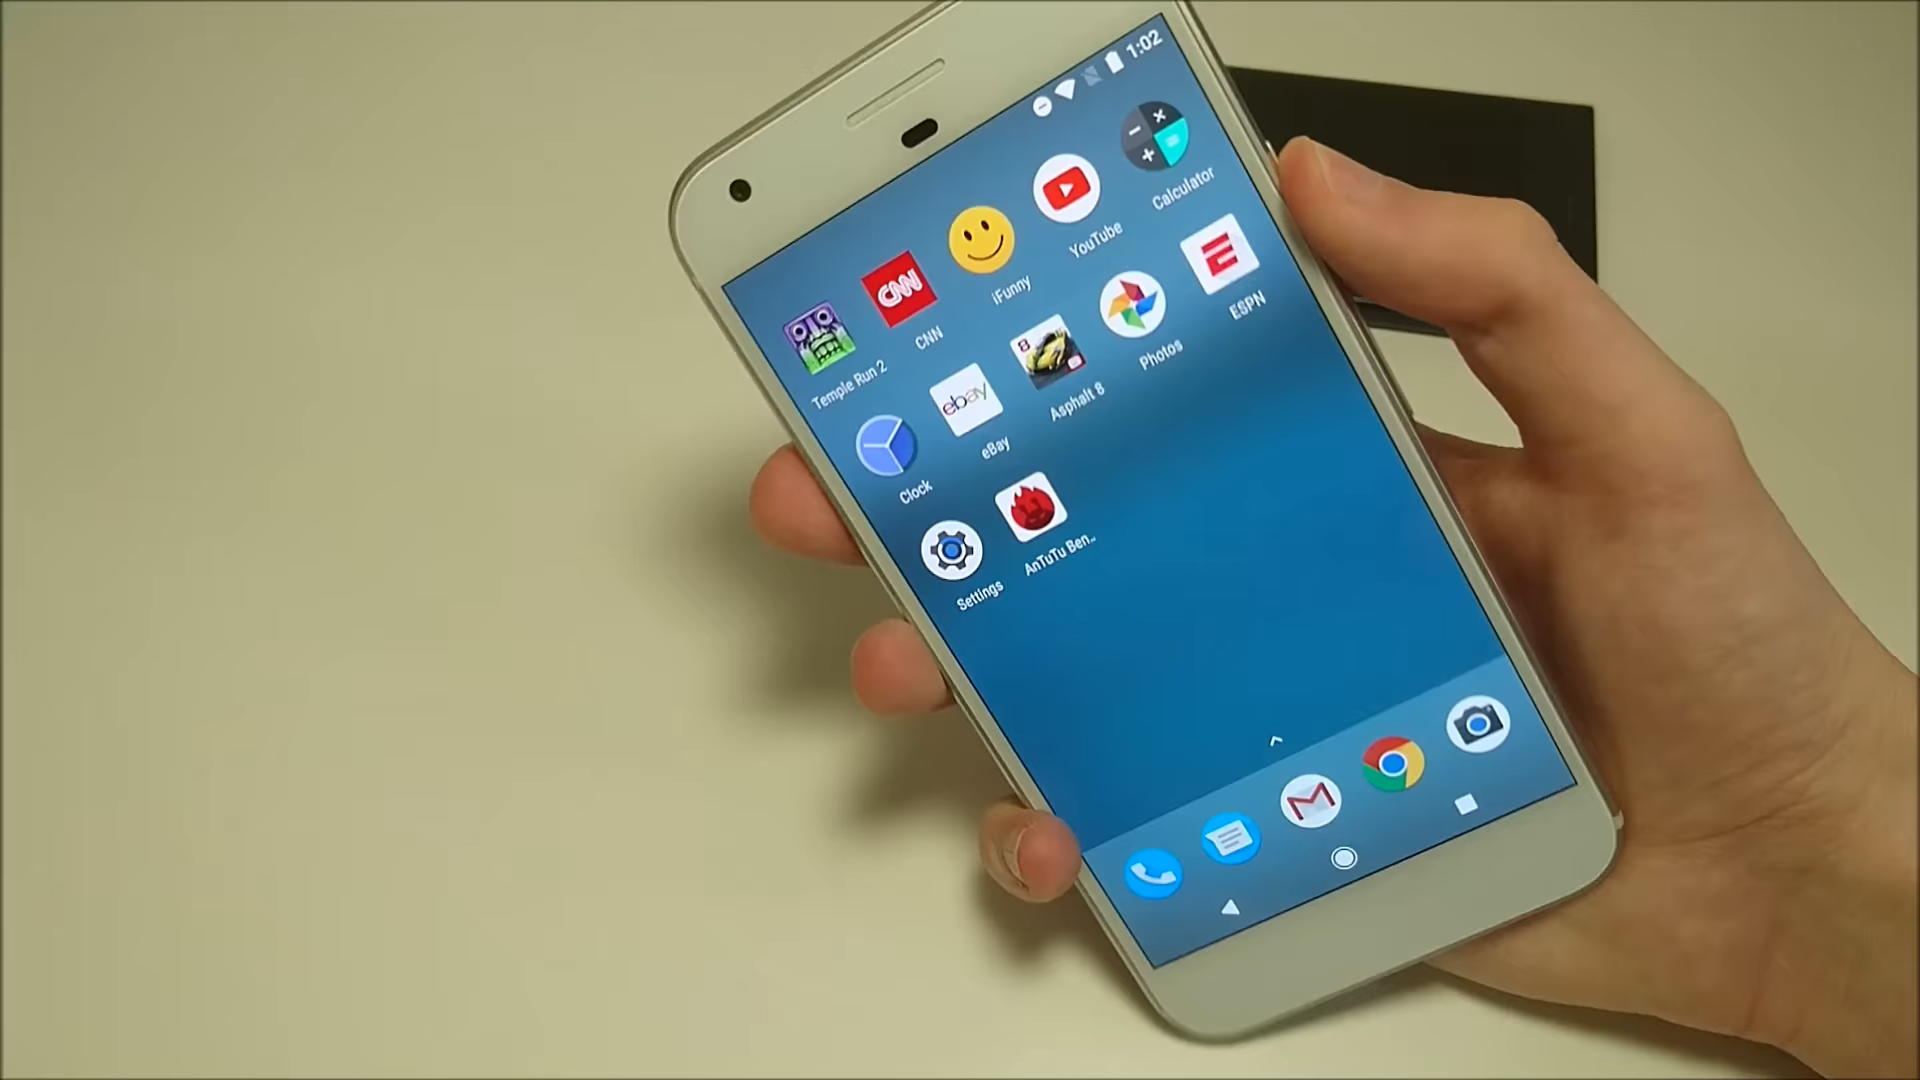 1:02
Temple Run 2
CNN
CNN
iFunny
YouTube
Calculator
Clock
ebay
eBay
8
Asphalt 8
Photos
E
ESPN
Settings
AnTuTu Ben..